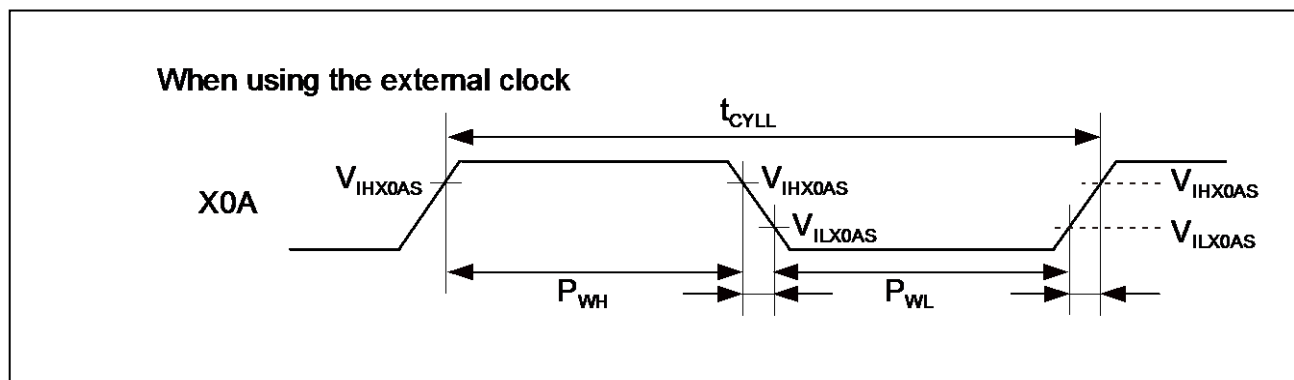 When using the external clock
tCYLL
X0A
VIHX0AS
VIHX0AS
VIHX0AS
VILX0AS
VILX0AS
PWH
PWL